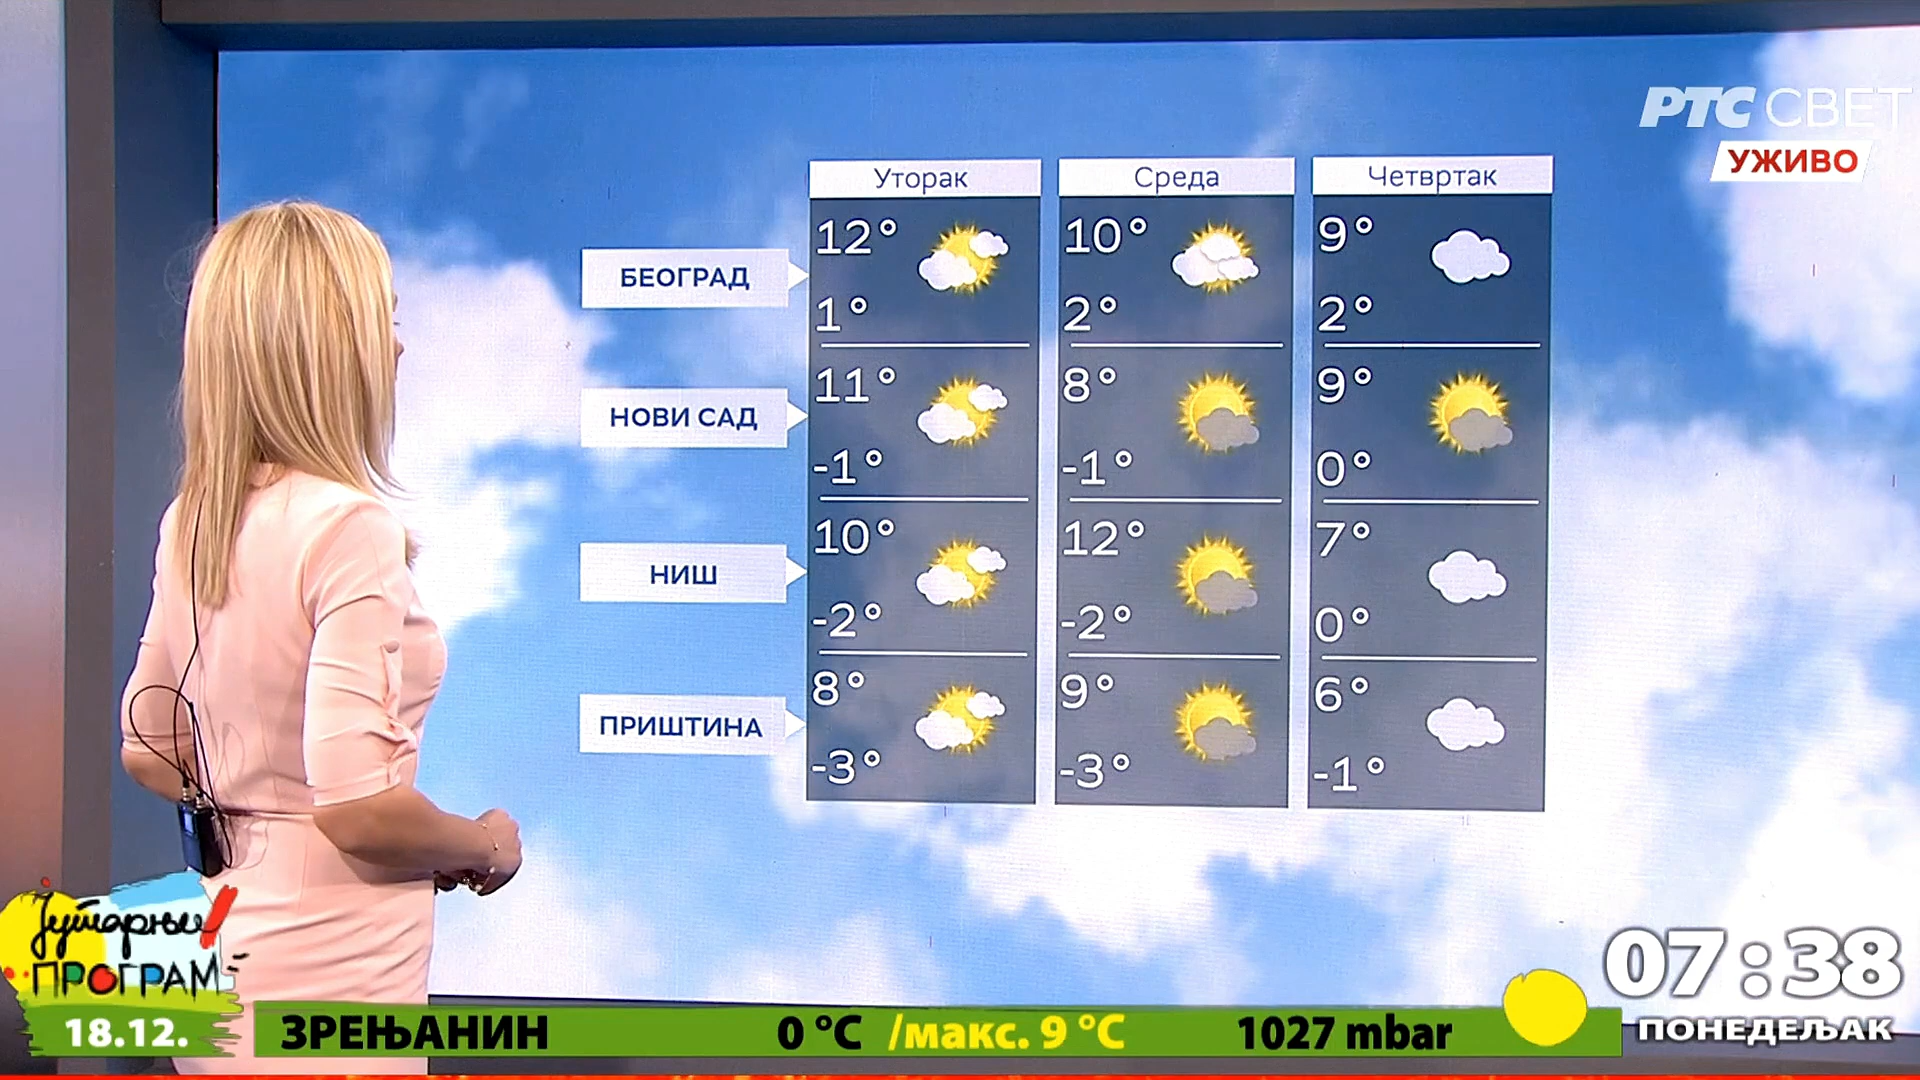 РТС СВЕТ
УЖИВО
Уторак Среда Четвртак
БЕОГРАД
12° 10° 9°
1° 2° 2°
НОВИ САД
11° 8° 9°
-1° -1° 0°
НИШ
10° 12° 7°
-2° -2° 0°
ПРИШТИНА
8° 9° 6°
-3° -3° -1°
Јутарњи
ПРОГРАМ
18.12.
ЗРЕЊАНИН 0 °C /макс. 9 °C 1027 mbar
07:38
ПОНЕДЕЉАК